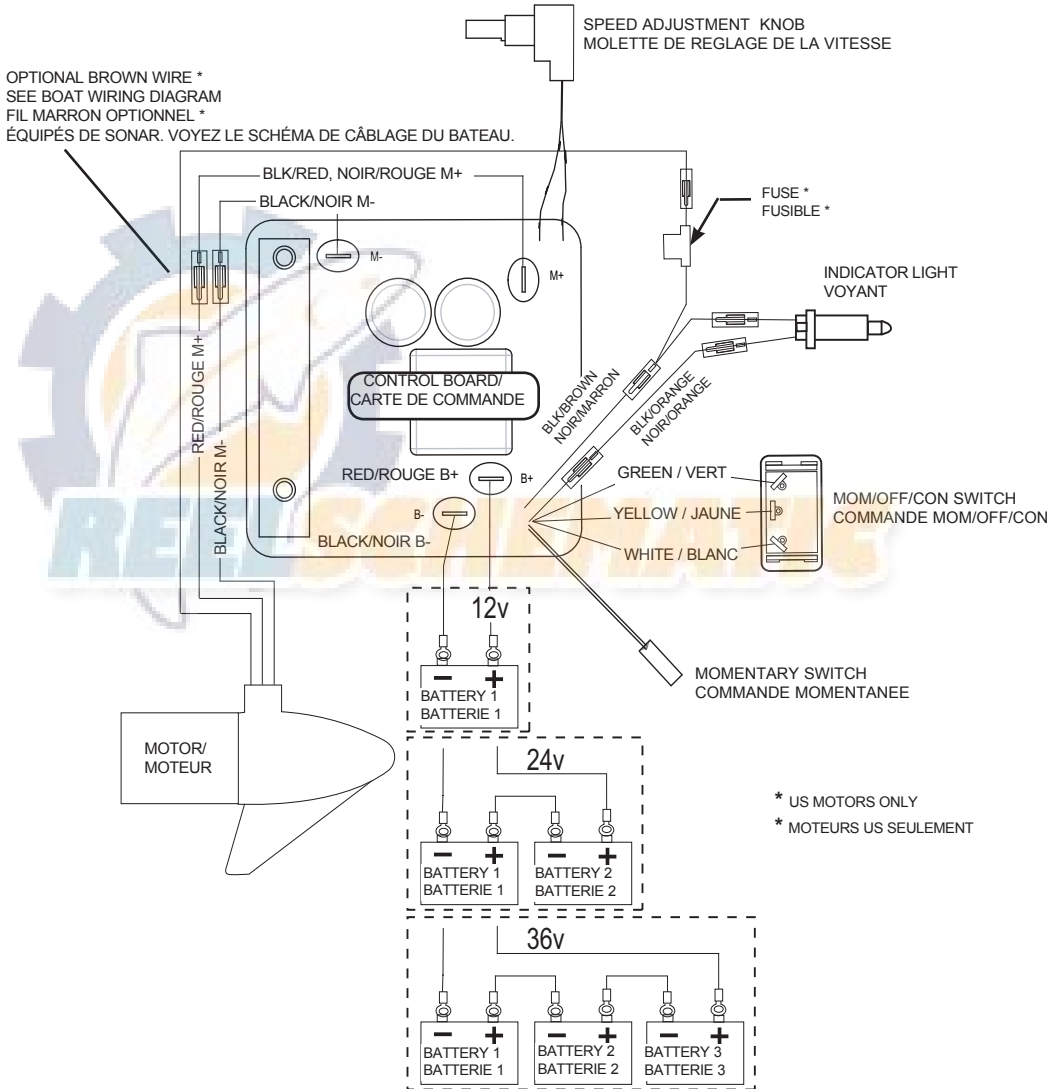 SPEED ADJUSTMENT KNOB
MOLETTE DE REGLAGE DE LA VITESSE
OPTIONAL BROWN WIRE *
SEE BOAT WIRING DIAGRAM
FIL MARRON OPTIONNEL *
ÉQUIPÉS DE SONAR. VOYEZ LE SCHÉMA DE CÂBLAGE DU BATEAU.
BLK/RED, NOIR/ROUGE M+
BLACK/NOIR M-
FUSE *
FUSIBLE *
M-
M+
INDICATOR LIGHT
VOYANT
RED/ROUGE M+
BLACK/NOIR M-
CONTROL BOARD/
CARTE DE COMMANDE
BLK/BROWN
NOIR/MARRON
BLK/ORANGE
NOIR/ORANGE
RED/ROUGE B+
B+
GREEN / VERT
B-
YELLOW / JAUNE
MOM/OFF/CON SWITCH
COMMANDE MOM/OFF/CON
BLACK/NOIR B-
WHITE / BLANC
REELSCHEMATIC
12v
– +
BATTERY 1
BATTERIE 1
MOMENTARY SWITCH
COMMANDE MOMENTANEE
MOTOR/
MOTEUR
24v
– + – +
BATTERY 1 BATTERY 2
BATTERIE 1 BATTERIE 2
* US MOTORS ONLY
* MOTEURS US SEULEMENT
36v
– + – + – +
BATTERY 1 BATTERY 2 BATTERY 3
BATTERIE 1 BATTERIE 2 BATTERIE 3